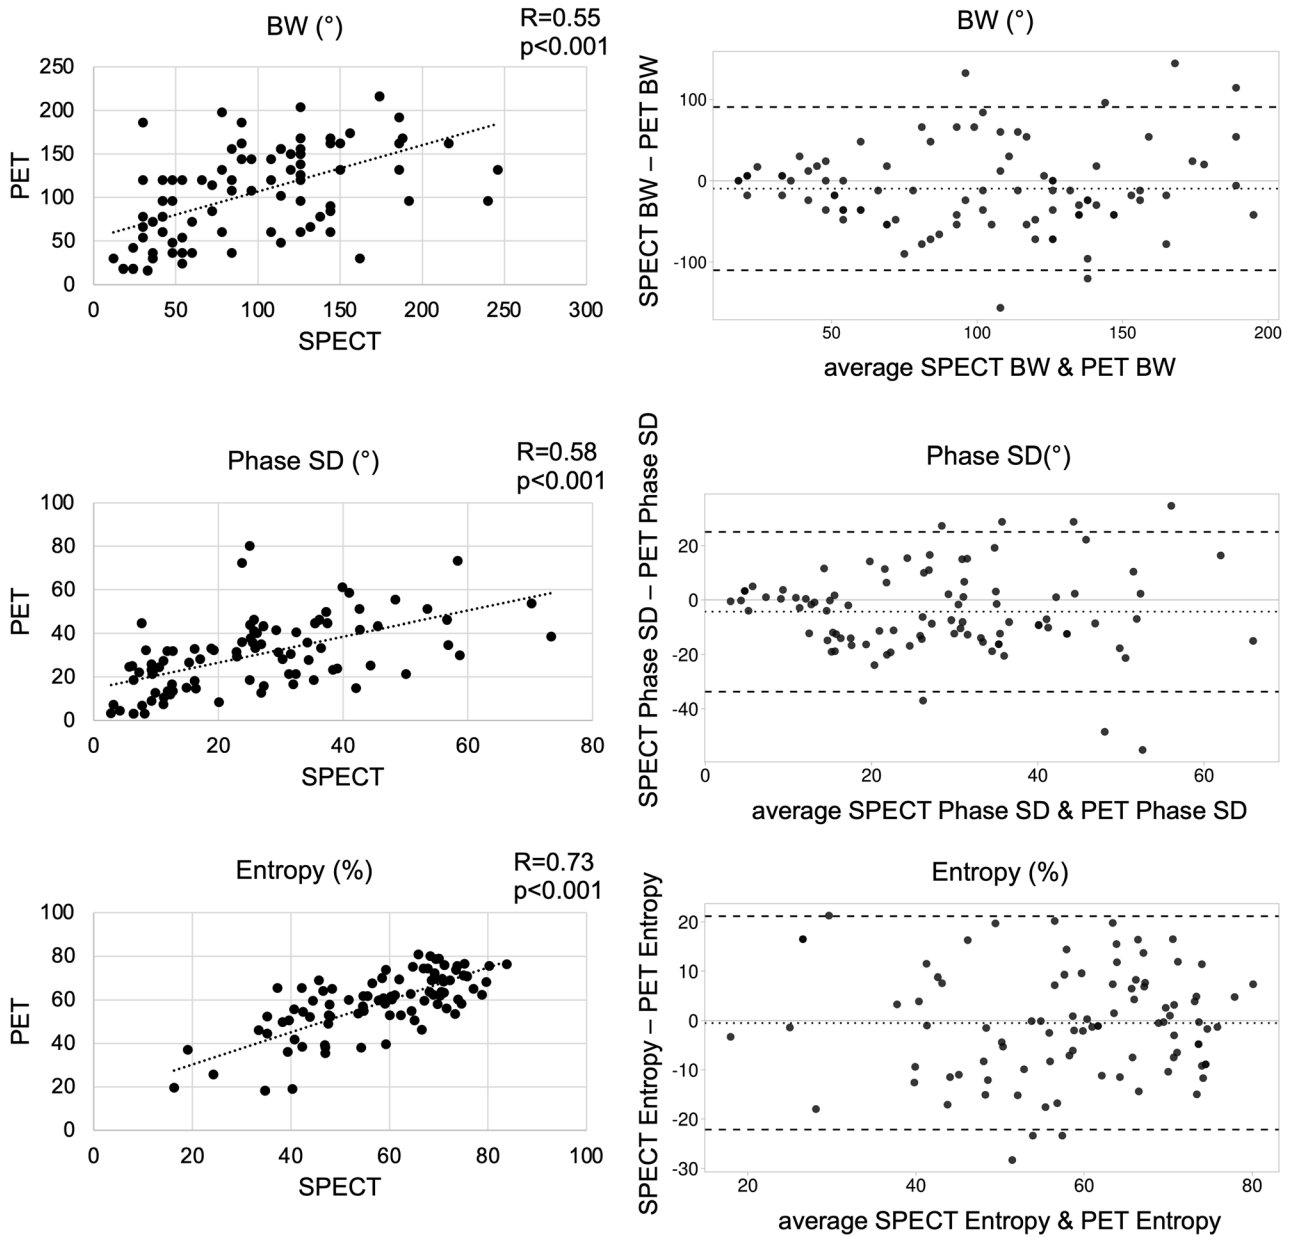 BW (°)
R=0.55
p<0.001
PET
250
200
150
100
50
0
0 50 100 150 200 250 300
SPECT
BW (°)
SPECT BW – PET BW
100
0
-100
50 100 150 200
average SPECT BW & PET BW
Phase SD (°)
R=0.58
p<0.001
PET
100
80
60
40
20
0
0 20 40 60 80
SPECT
Phase SD(°)
SPECT Phase SD – PET Phase SD
20
0
-20
-40
0 20 40 60
average SPECT Phase SD & PET Phase SD
Entropy (%)
R=0.73
p<0.001
PET
100
80
60
40
20
0
0 20 40 60 80 100
SPECT
Entropy (%)
SPECT Entropy – PET Entropy
20
10
0
-10
-20
-30
20 40 60 80
average SPECT Entropy & PET Entropy